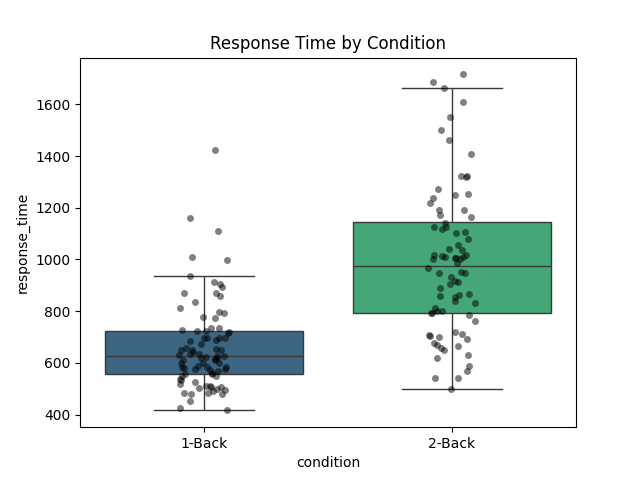 Response Time by Condition
1600
1400
1200
1000
800
600
400
response_time
1-Back
2-Back
condition